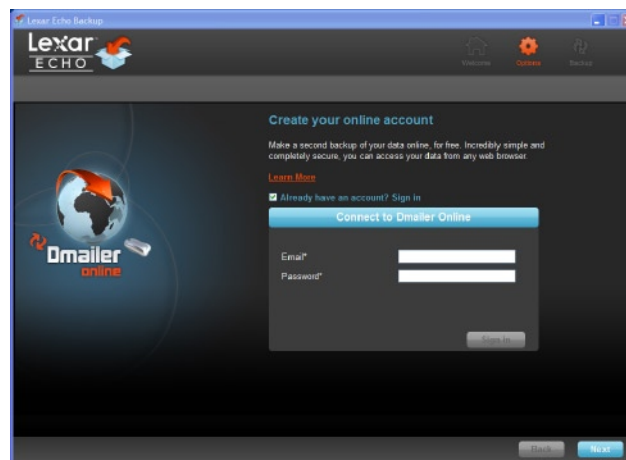 Lexar Echo Backup
Lexar
ECHO
Welcome
Options
Backup
Create your online account
Make a second backup of your data online, for free. Incredibly simple and
completely secure, you can access your data from any web browser.
Learn More
Already have an account? Sign in
Connect to Dmailer Online
Email*
Password*
Sign in
Dmailer
online
Back
Next